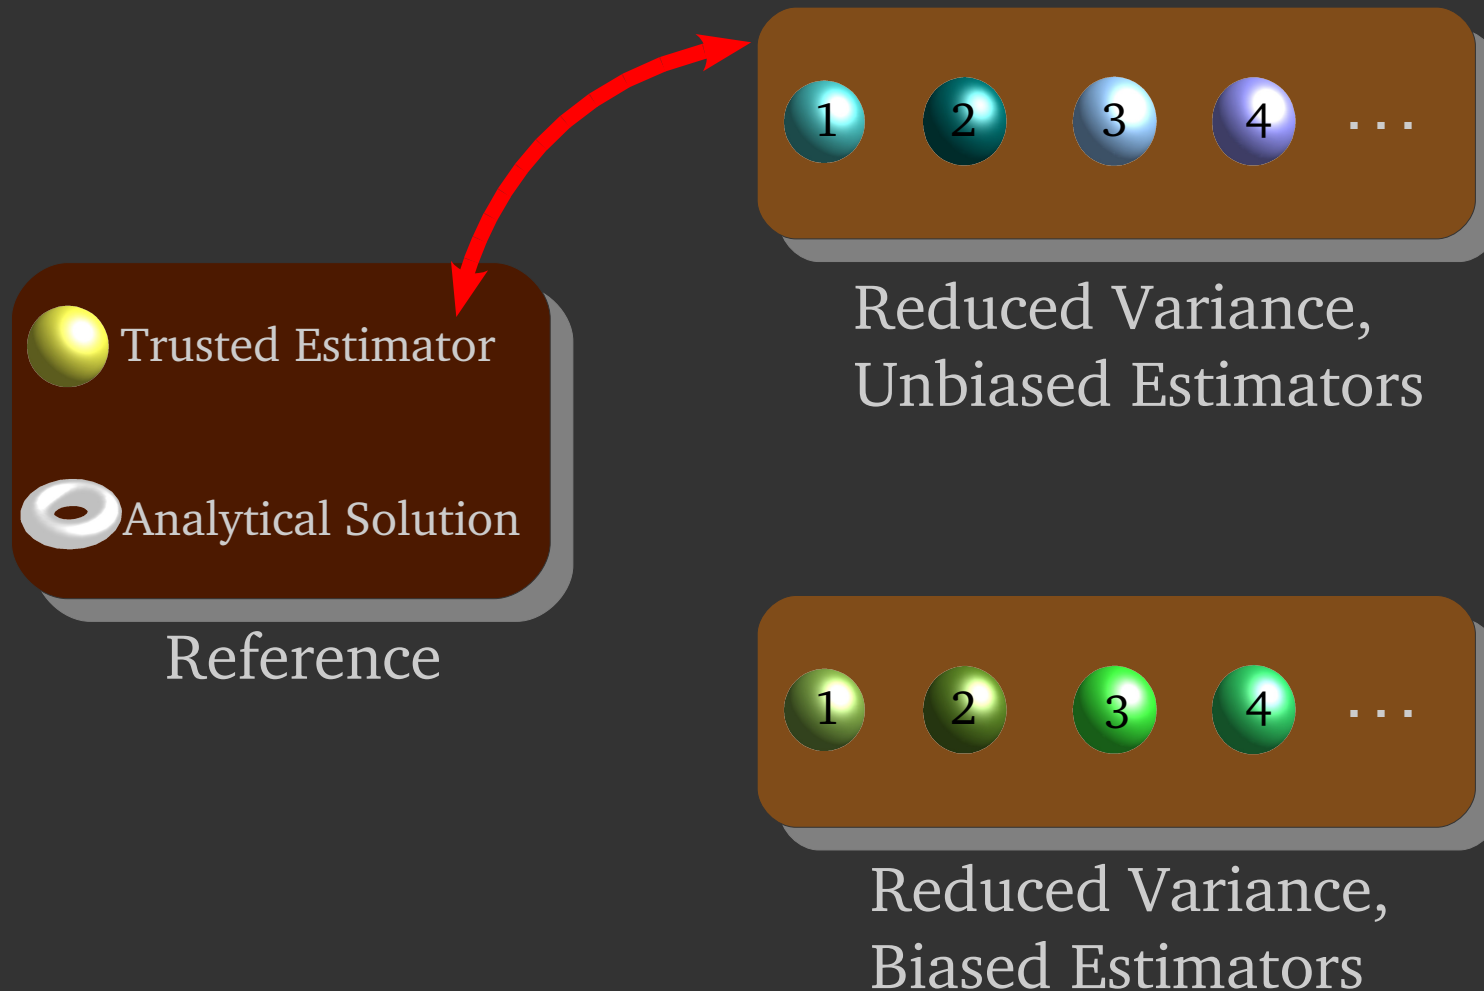 1 2 3 4 ...
Reduced Variance,
Unbiased Estimators
Trusted Estimator
Analytical Solution
Reference
1 2 3 4 ...
Reduced Variance,
Biased Estimators